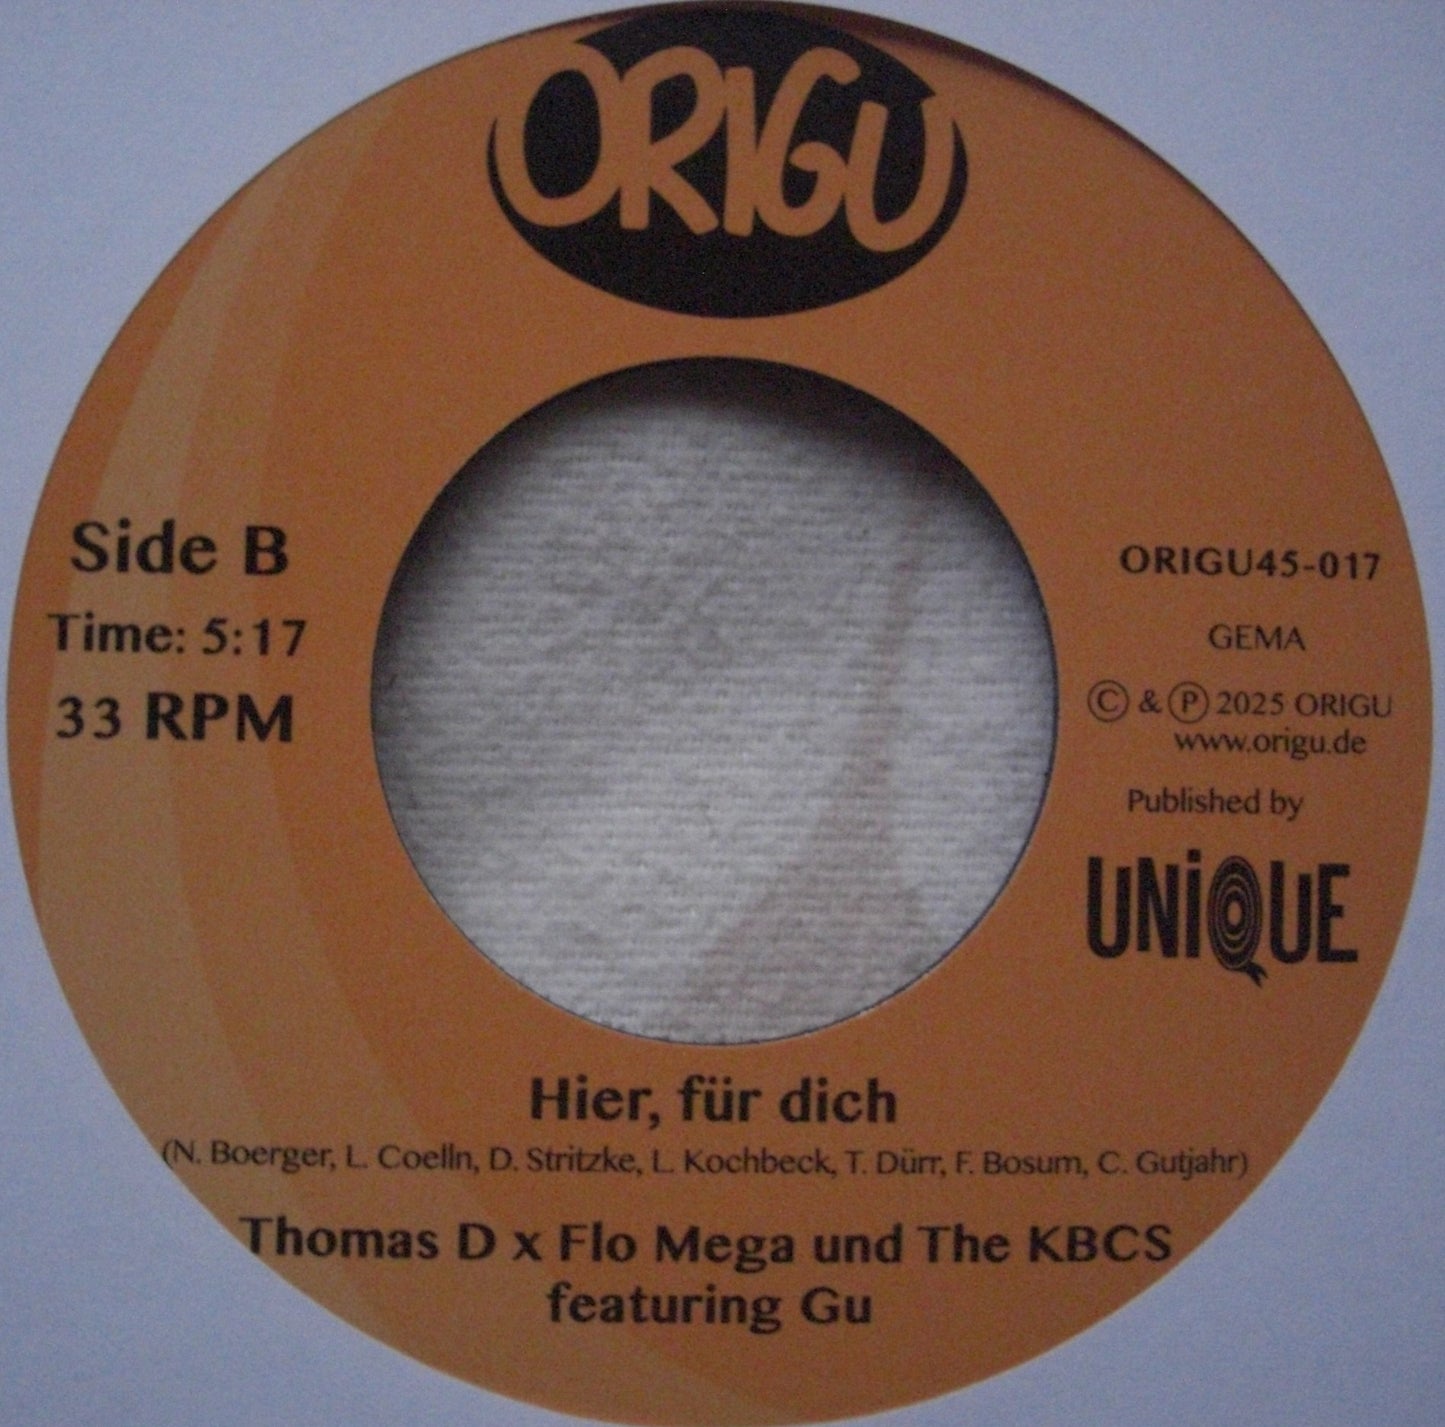 ORIGU
Side B
Time: 5:17
33 RPM
ORIGU45-017
GEMA
Ⓒ & Ⓟ 2025 ORIGU
www.origu.de
Published by
UNiQUE
Hier, für dich
(N. Boerger, L. Coelln, D. Stritzke, L. Kochbeck, T. Dürr, F. Bosum, C. Gutjahr)
Thomas D x Flo Mega und The KBCS
featuring Gu